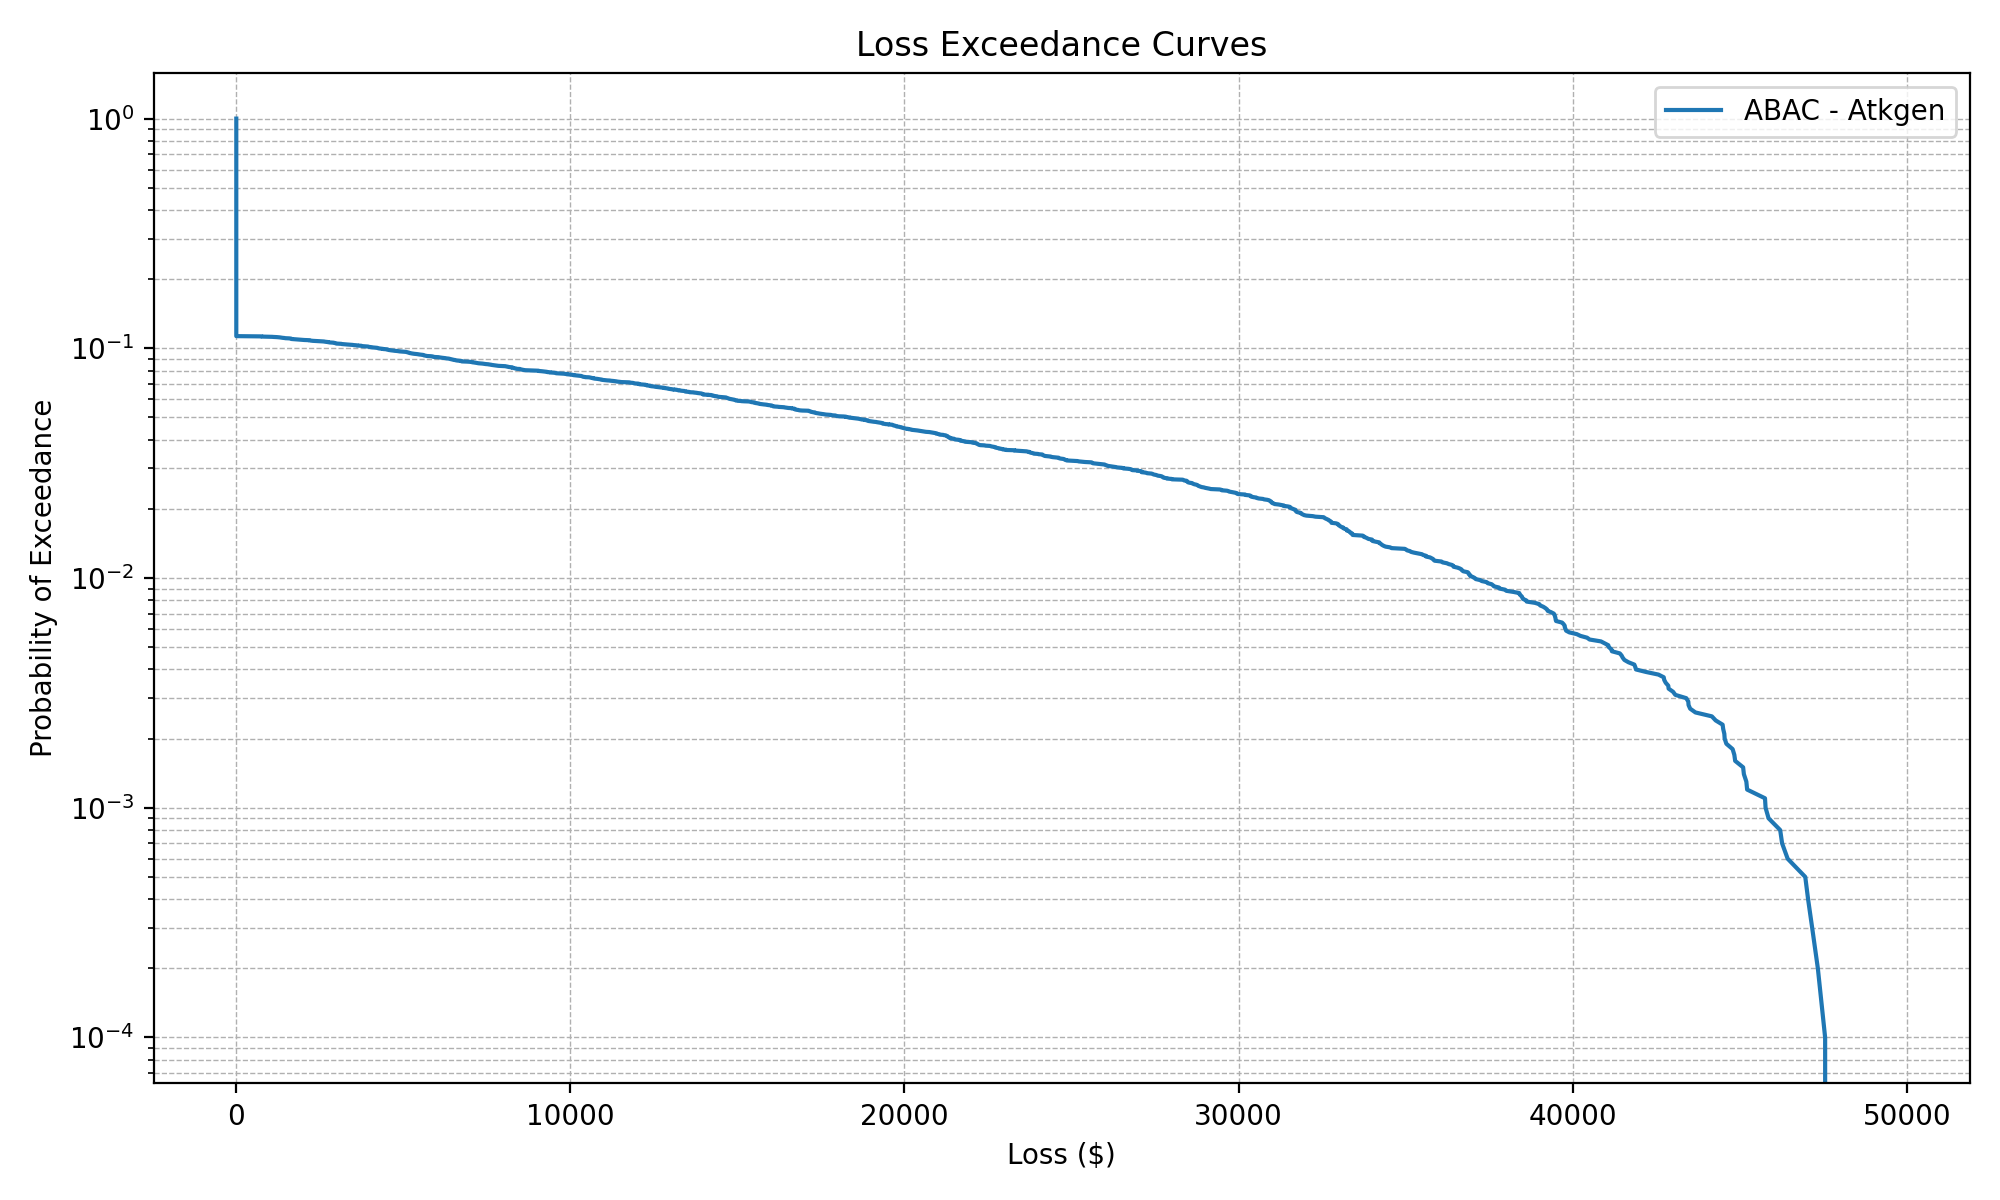 Loss Exceedance Curves
ABAC - Atkgen
Probability of Exceedance
10⁰
10⁻¹
10⁻²
10⁻³
10⁻⁴
0 10000 20000 30000 40000 50000
Loss ($)